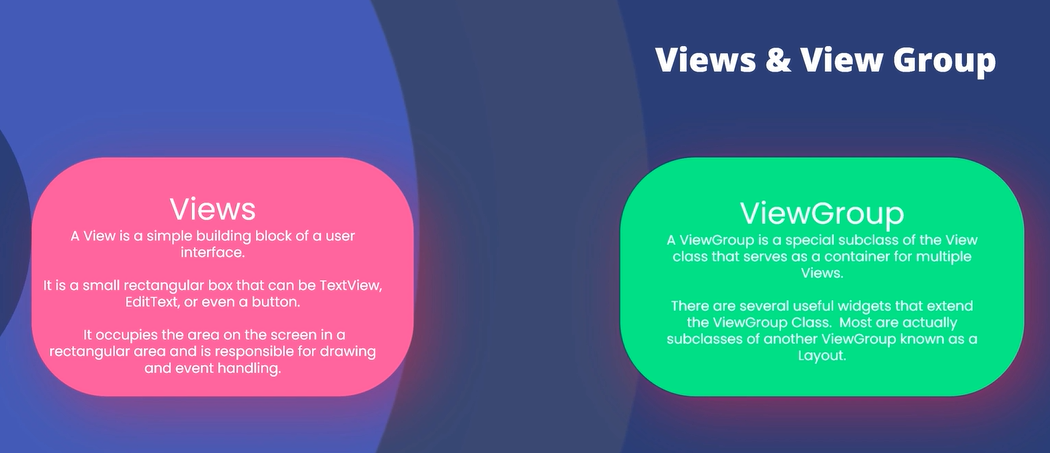 Views & View Group
Views
A View is a simple building block of a user
interface.
It is a small rectangular box that can be TextView,
EditText, or even a button.
It occupies the area on the screen in a
rectangular area and is responsible for drawing
and event handling.
ViewGroup
A ViewGroup is a special subclass of the View
class that serves as a container for multiple
Views.
There are several useful widgets that extend
the ViewGroup Class.  Most are actually
subclasses of another ViewGroup known as a
Layout.